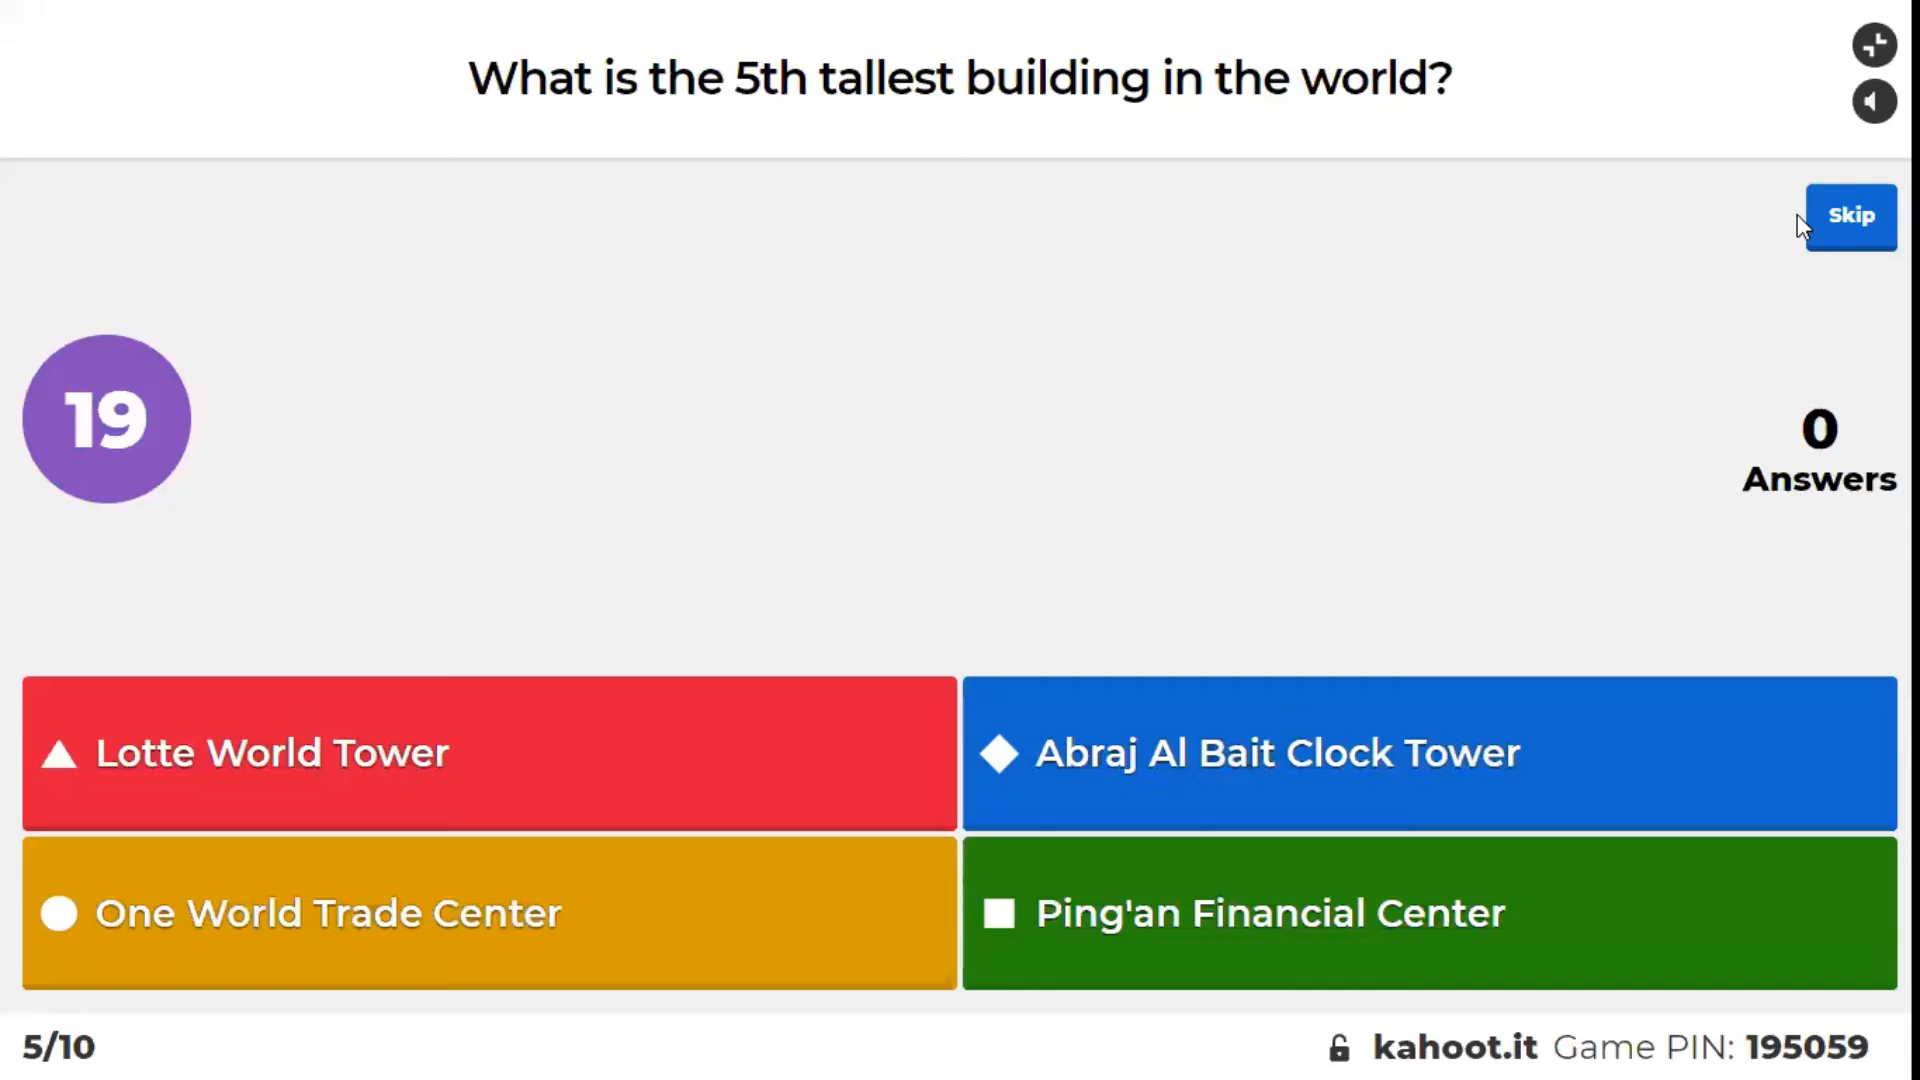 What is the 5th tallest building in the world?
Skip
19
0
Answers
Lotte World Tower
Abraj Al Bait Clock Tower
One World Trade Center
Ping'an Financial Center
5/10
kahoot.it Game PIN: 195059